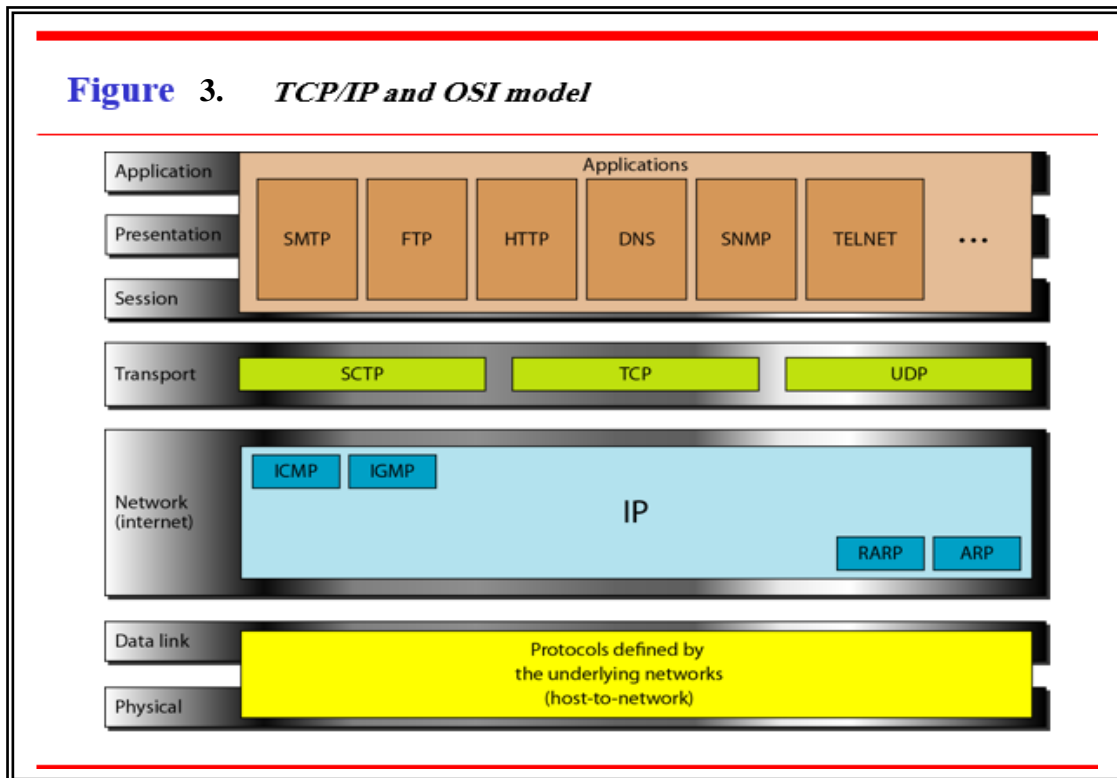 Figure 3. TCP/IP and OSI model
Application
Applications
Presentation
SMTP
FTP
HTTP
DNS
SNMP
TELNET
...
Session
Transport
SCTP
TCP
UDP
Network
(internet)
ICMP
IGMP
IP
RARP
ARP
Data link
Physical
Protocols defined by
the underlying networks
(host-to-network)